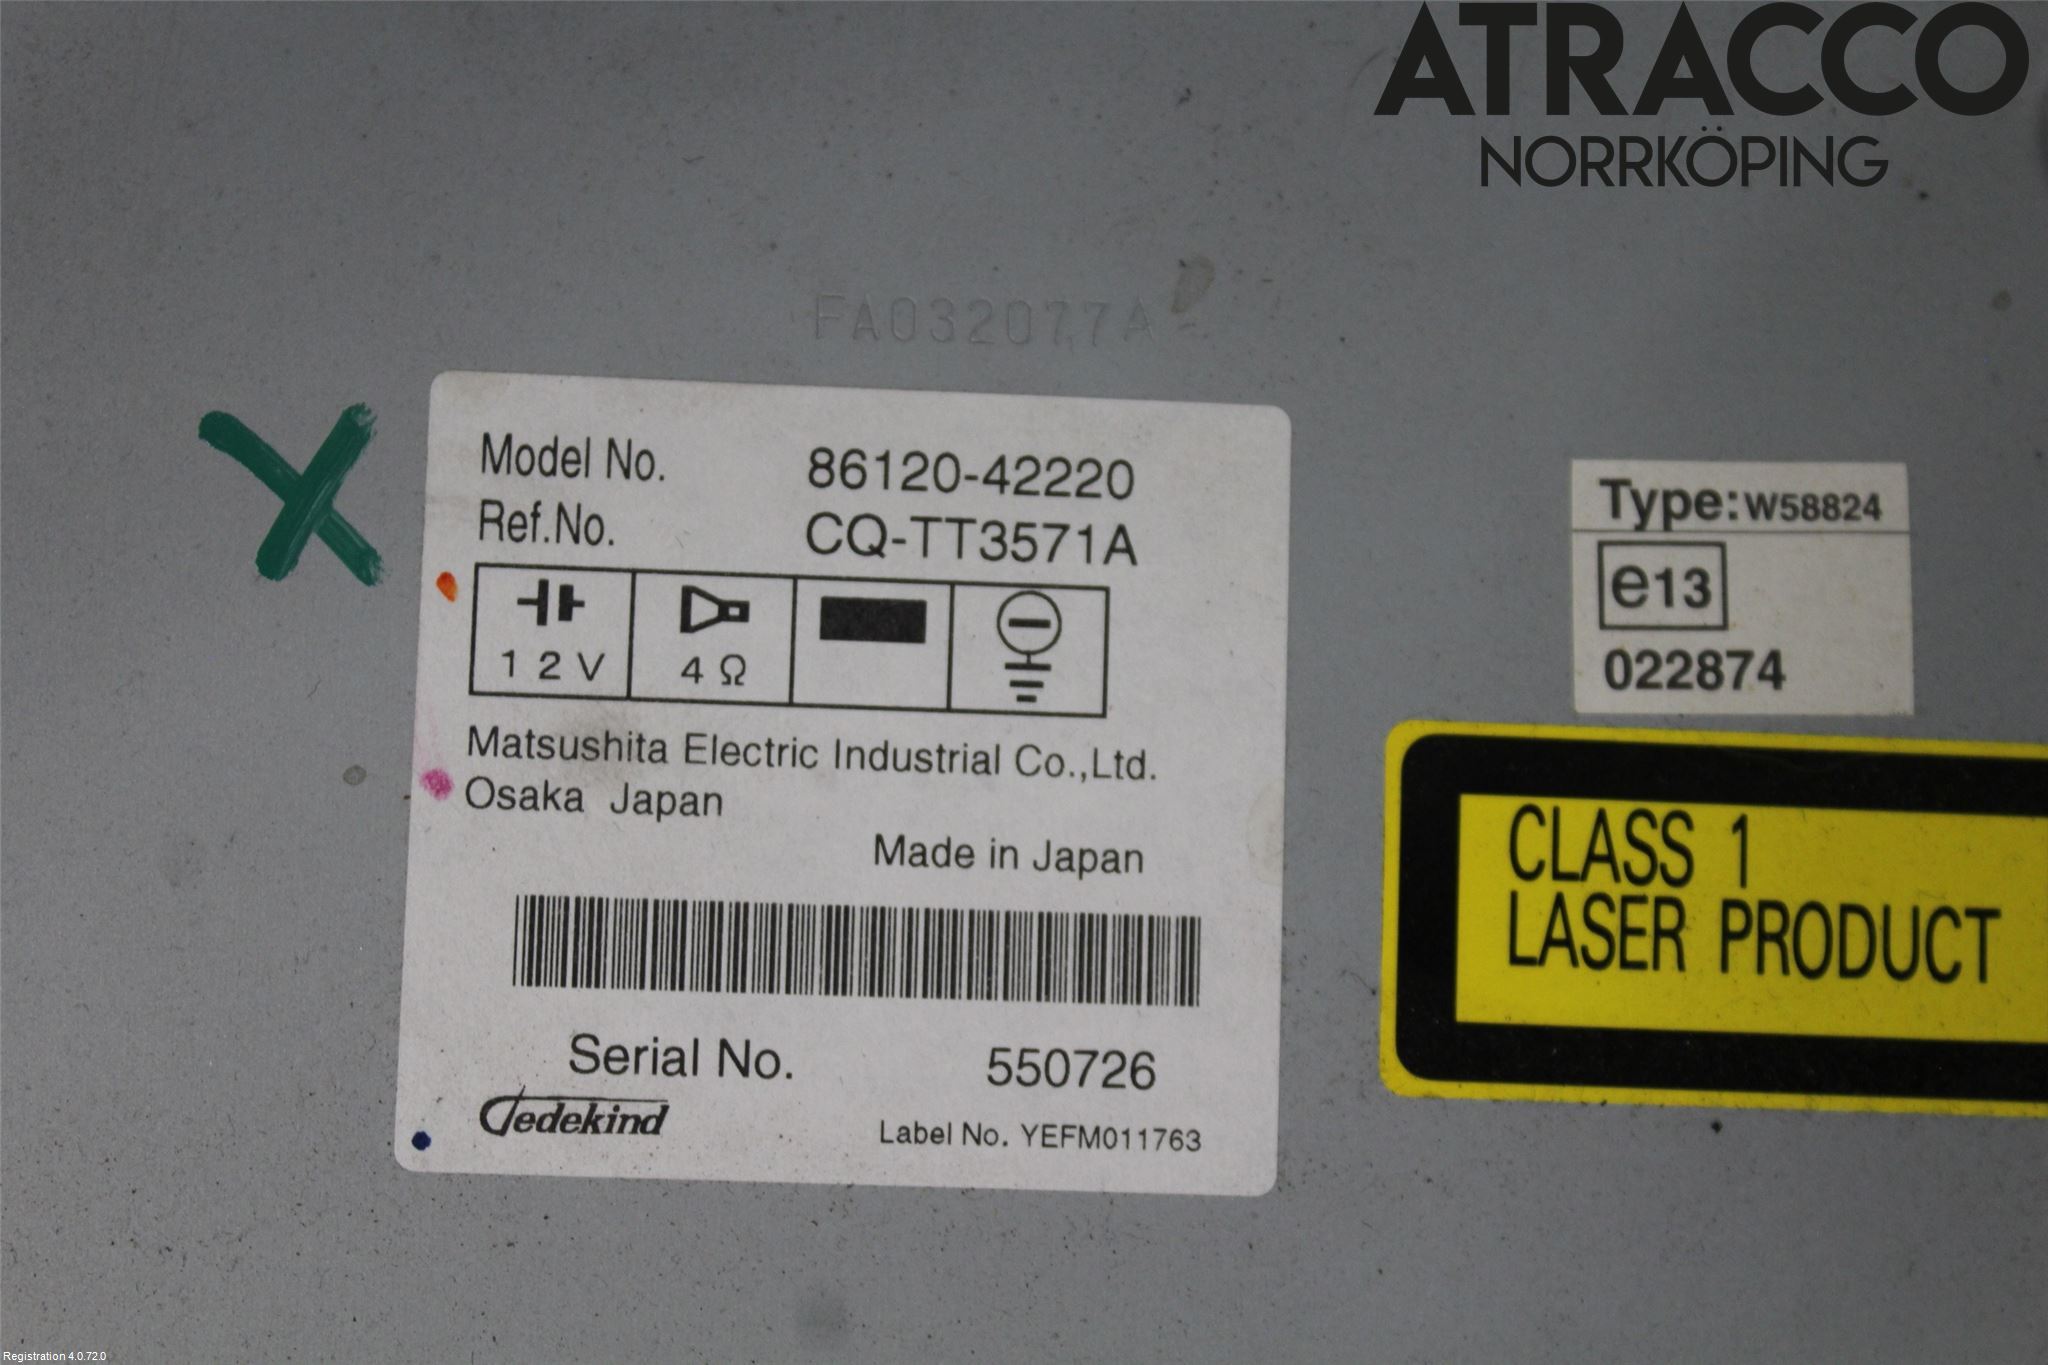 ATRACCO
NORRKÖPING
FA032077A
Model No. 86120-42220
Ref.No. CQ-TT3571A
12V 4Ω
Matsushita Electric Industrial Co.,Ltd.
Osaka Japan
Made in Japan
Serial No. 550726
Jedekind
Label No. YEFM011763
Type:W58824
e13
022874
CLASS 1
LASER PRODUCT
Registration 4.0.72.0